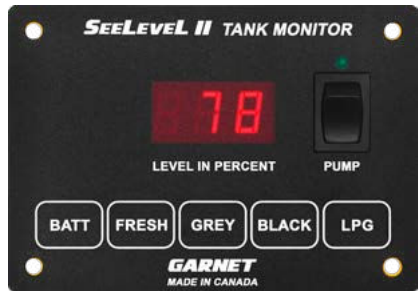 SEELEVEL II TANK MONITOR
78
LEVEL IN PERCENT
PUMP
BATT FRESH GREY BLACK LPG
GARNET
MADE IN CANADA